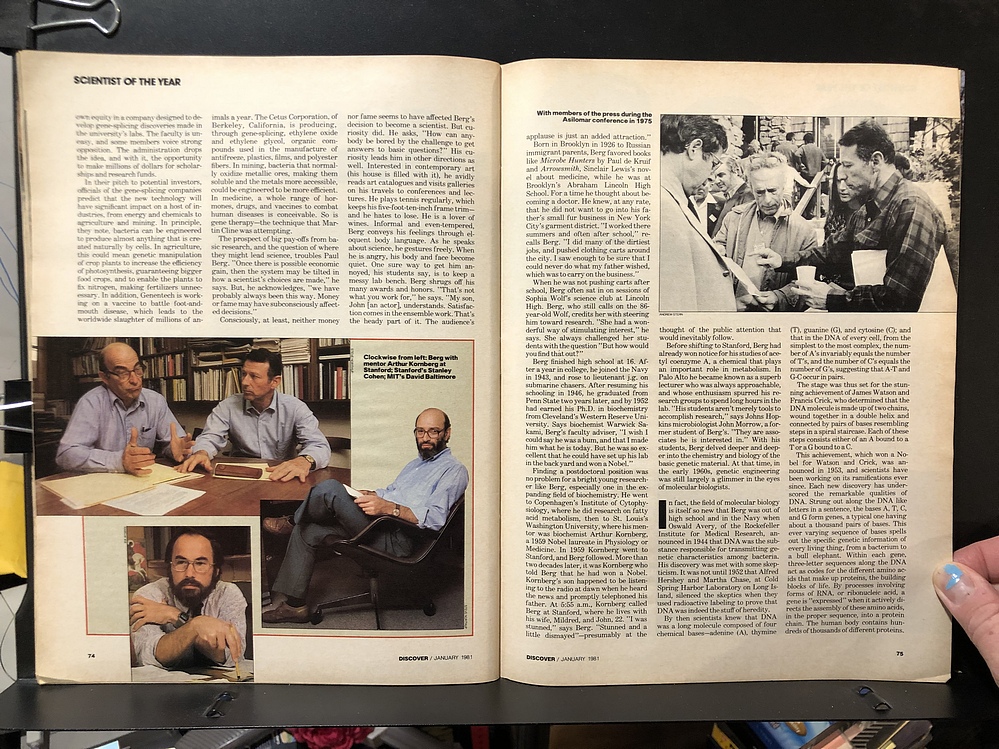 SCIENTIST OF THE YEAR
own equity in a company designed to de-
velop gene-splicing discoveries made in
the university's labs. The faculty is un-
easy, and some members voice strong
opposition. The administration drops
the idea, and with it, the opportunity
to make millions of dollars for scholar-
ships and research funds.
In their pitch to potential investors,
officials of the gene-splicing companies
predict that the new technology will
have significant impact on a lot of in-
dustries, from energy and chemicals to
agriculture and mining. In principle,
they note, bacteria can be engineered
to produce almost anything that is cre-
ated naturally by cells. In agriculture,
this could mean genetic manipulation
of crop plants to increase the efficiency
of photosynthesis, guaranteeing bigger
food crops, and to enable the plants to
fix nitrogen, making fertilizers unnec-
essary. In addition, Genentech is work-
ing on a vaccine to battle foot-and-
mouth disease, which leads to the
worldwide slaughter of millions of an-
imals a year. The Cetus Corporation, of
Berkeley, California, is producing,
through gene-splicing, ethylene oxide
and ethylene glycol, organic com-
pounds used in the manufacture of
antifreeze, plastics, films, and polyester
fibers. In mining, bacteria that normal-
ly oxidize metallic ores, making them
soluble and the metals more accessible,
could be engineered to be more efficient.
In medicine, a whole range of hor-
mones, drugs, and vaccines to combat
human diseases is conceivable. So is
gene therapy—the technique that Mar-
tin Cline was attempting.
The prospect of big pay-offs from ba-
sic research, and the question of where
they might lead science, troubles Paul
Berg. "Once there is possible economic
gain, then the system may be tilted in
how a scientist's choices are made," he
says. But, he acknowledges, "we have
probably always been this way. Money
or fame may have subconsciously affect-
ed decisions."
Consciously, at least, neither money
nor fame seems to have affected Berg's
decision to become a scientist. But cu-
riosity did. He asks, "How can any-
body be bored by the challenge to get
answers to basic questions?" His cu-
riosity leads him in other directions as
well. Interested in contemporary art
(his house is filled with it), he avidly
reads art catalogues and visits galleries
on his travels to conferences and lec-
tures. He plays tennis regularly, which
keeps his five-foot-ten-inch frame trim—
and he hates to lose. He is a lover of
wines. Informal and even-tempered,
Berg conveys his feelings through el-
oquent body language. As he speaks
about science, he gestures freely. When
he is angry, his body and face become
quiet. One sure way to get him an-
noyed, his students say, is to keep a
messy lab bench. Berg shrugs off his
many awards and honors. "That's not
what you work for," he says. "My son,
John [an actor], understands. Satisfac-
tion comes in the ensemble work. That's
the heady part of it. The audience's
Clockwise from left: Berg with
mentor Arthur Kornberg at
Stanford; Stanford's Stanley
Cohen; MIT's David Baltimore
74
DISCOVER / JANUARY 1981
With members of the press during the
Asilomar conference in 1975
applause is just an added attraction."
Born in Brooklyn in 1926 to Russian
immigrant parents, Berg favored books
like Microbe Hunters by Paul de Kruif
and Arrowsmith, Sinclair Lewis's nov-
el about medicine, while he was at
Brooklyn's Abraham Lincoln High
School. For a time he thought about be-
coming a doctor. He knew, at any rate,
that he did not want to go into his fa-
ther's small fur business in New York
City's garment district. "I worked there
summers and often after school," re-
calls Berg. "I did many of the dirtiest
jobs, and pushed clothing carts around
the city. I saw enough to be sure that I
could never do what my father wished,
which was to carry on the business."
When he was not pushing carts after
school, Berg often sat in on sessions of
Sophia Wolf's science club at Lincoln
High. Berg, who still calls on the 86-
year-old Wolf, credits her with steering
him toward research. "She had a won-
derful way of stimulating interest," he
says. She always challenged her stu-
dents with the question "But how would
you find that out?"
Berg finished high school at 16. Af-
ter a year in college, he joined the Navy
in 1943, and rose to lieutenant j.g. on
submarine chasers. After resuming his
schooling in 1946, he graduated from
Penn State two years later, and by 1952
had earned his Ph.D. in biochemistry
from Cleveland's Western Reserve Uni-
versity. Says biochemist Warwick Sa-
kami, Berg's faculty adviser, "I wish I
could say he was a bum, and that I made
him what he is today. But he was so ex-
cellent that he could have set up his lab
in the back yard and won a Nobel."
Finding a postdoctoral position was
no problem for a bright young research-
er like Berg, especially one in the ex-
panding field of biochemistry. He went
to Copenhagen's Institute of Cytophy-
siology, where he did research on fatty
acid metabolism, then to St. Louis's
Washington University, where his men-
tor was biochemist Arthur Kornberg,
a 1959 Nobel laureate in Physiology or
Medicine. In 1959 Kornberg went to
Stanford, and Berg followed. More than
two decades later, it was Kornberg who
told Berg that he had won a Nobel.
Kornberg's son happened to be listen-
ing to the radio at dawn when he heard
the news and promptly telephoned his
father. At 5:55 a.m., Kornberg called
Berg at Stanford, where he lives with
his wife, Mildred, and John, 22. "I was
stunned," says Berg. "Stunned and a
little dismayed"—presumably at the
thought of the public attention that
would inevitably follow.
Before shifting to Stanford, Berg had
already won notice for his studies of ace-
tyl coenzyme A, a chemical that plays
an important role in metabolism. In
Palo Alto he became known as a superb
lecturer who was always approachable,
and whose enthusiasm spurred his re-
search groups to spend long hours in the
lab. "His students aren't merely tools to
accomplish research," says Johns Hop-
kins microbiologist John Morrow, a for-
mer student of Berg's. "They are asso-
ciates he is interested in." With his
students, Berg delved deeper and deep-
er into the chemistry and biology of the
basic genetic material. At that time, in
the early 1960s, genetic engineering
was still largely a glimmer in the eyes
of molecular biologists.
In fact, the field of molecular biology
is itself so new that Berg was out of
high school and in the Navy when
Oswald Avery, of the Rockefeller
Institute for Medical Research, an-
nounced in 1944 that DNA was the sub-
stance responsible for transmitting ge-
netic characteristics among bacteria.
His discovery was met with some skep-
ticism. It was not until 1952 that Alfred
Hershey and Martha Chase, at Cold
Spring Harbor Laboratory on Long Is-
land, silenced the skeptics when they
used radioactive labeling to prove that
DNA was indeed the stuff of heredity.
By then scientists knew that DNA
was a long molecule composed of four
chemical bases—adenine (A), thymine
(T), guanine (G), and cytosine (C); and
that in the DNA of every cell, from the
simplest to the most complex, the num-
ber of A's invariably equals the number
of T's, and the number of C's equals the
number of G's, suggesting that A-T and
G-C occur in pairs.
The stage was thus set for the stun-
ning achievement of James Watson and
Francis Crick, who determined that the
DNA molecule is made up of two chains,
wound together in a double helix and
connected by pairs of bases resembling
steps in a spiral staircase. Each of these
steps consists either of an A bound to a
T or a G bound to a C.
This achievement, which won a No-
bel for Watson and Crick, was an-
nounced in 1953, and scientists have
been working on its ramifications ever
since. Each new discovery has under-
scored the remarkable qualities of
DNA. Strung out along the DNA like
letters in a sentence, the bases A, T, C,
and G form genes, a typical one having
about a thousand pairs of bases. This
ever varying sequence of bases spells
out the specific genetic information of
every living thing, from a bacterium to
a bull elephant. Within each gene,
three-letter sequences along the DNA
act as codes for the different amino ac-
ids that make up proteins, the building
blocks of life. By processes involving
forms of RNA, or ribonucleic acid, a
gene is "expressed" when it actively di-
rects the assembly of these amino acids,
in the proper sequence, into a protein
chain. The human body contains hun-
dreds of thousands of different proteins,
DISCOVER / JANUARY 1981
75